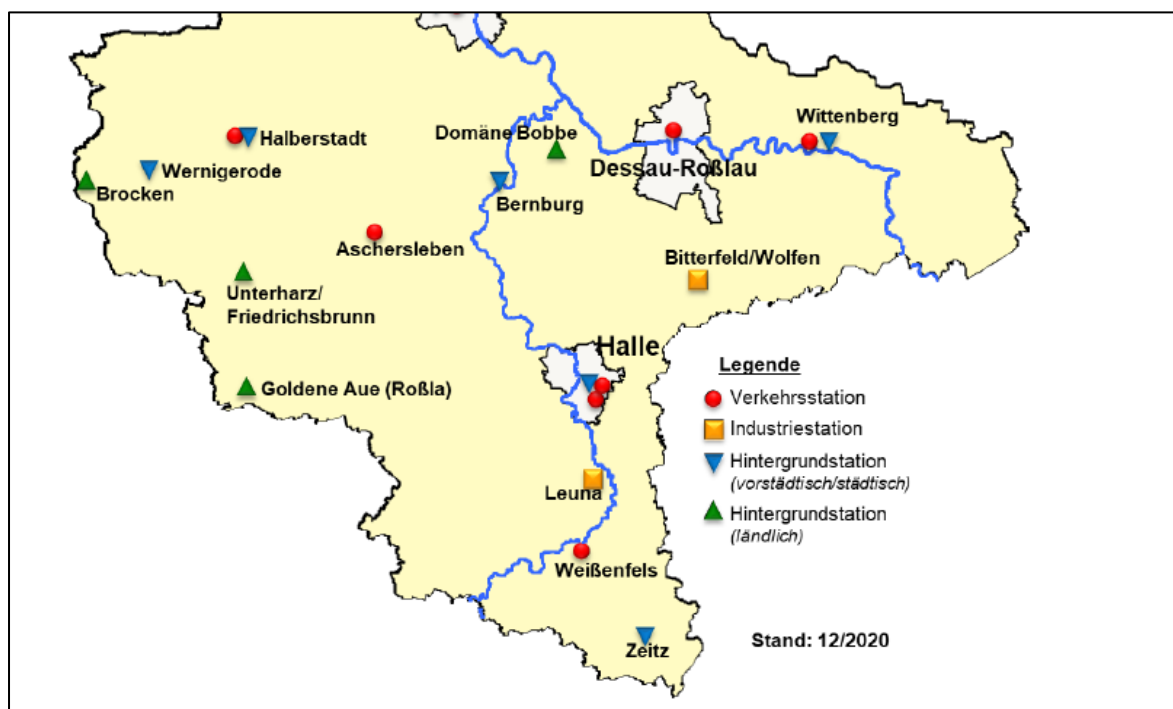 Wittenberg
Domäne Bobbe
Halberstadt
Dessau-Roßlau
Wernigerode
Brocken
Bernburg
Aschersleben
Bitterfeld/Wolfen
Unterharz/
Friedrichsbrunn
Halle
Goldene Aue (Roßla)
Legende
Verkehrsstation
Industriestation
Hintergrundstation
(vorstädtisch/städtisch)
Hintergrundstation
(ländlich)
Leuna
Weißenfels
Zeitz
Stand: 12/2020